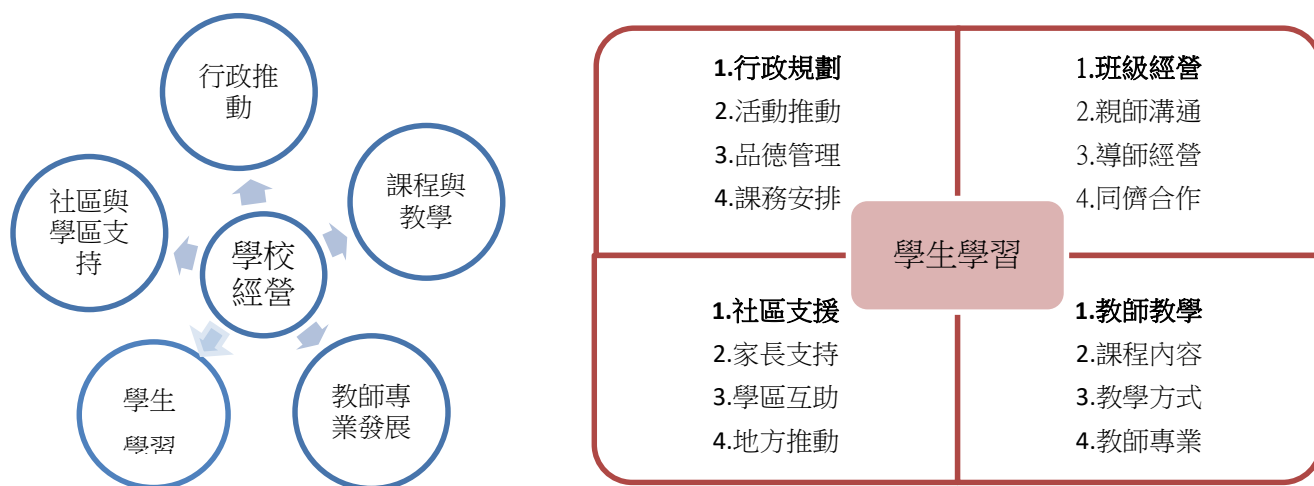 行政推
動
課程與
教學
社區與
學區支
持
學校
經營
學生
學習
教師專
業發展
1.行政規劃
2.活動推動
3.品德管理
4.課務安排
1.班級經營
2.親師溝通
3.導師經營
4.同儕合作
學生學習
1.社區支援
2.家長支持
3.學區互助
4.地方推動
1.教師教學
2.課程內容
3.教學方式
4.教師專業